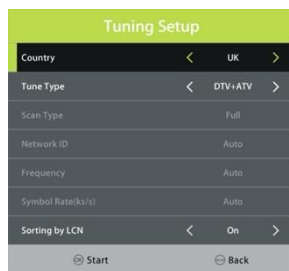 Tuning Setup
Country < UK >
Tune Type < DTV+ATV >
Scan Type Full
Network ID Auto
Frequency Auto
Symbol Rate(ks/s) Auto
Sorting by LCN < On >
OK Start Back